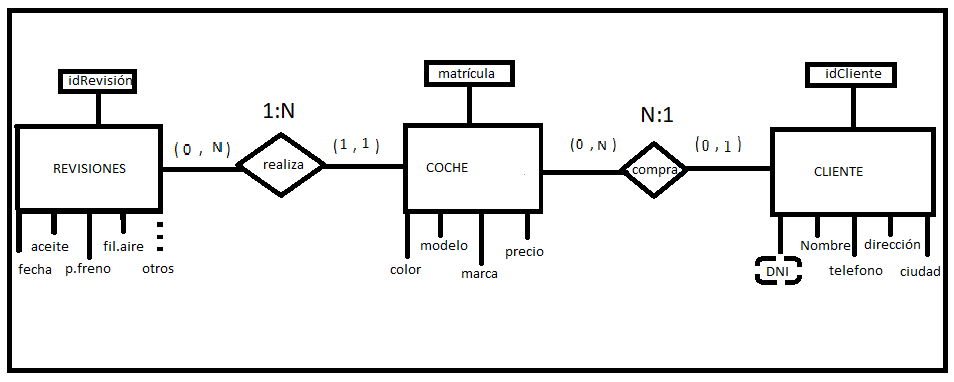 idRevisión
matrícula
idCliente
1:N
N:1
(0, N)
(1, 1)
(0, N)
(0, 1)
REVISIONES
realiza
COCHE
compra
CLIENTE
fecha
aceite
p.freno
fil.aire
otros
color
modelo
marca
precio
DNI
Nombre
telefono
dirección
ciudad